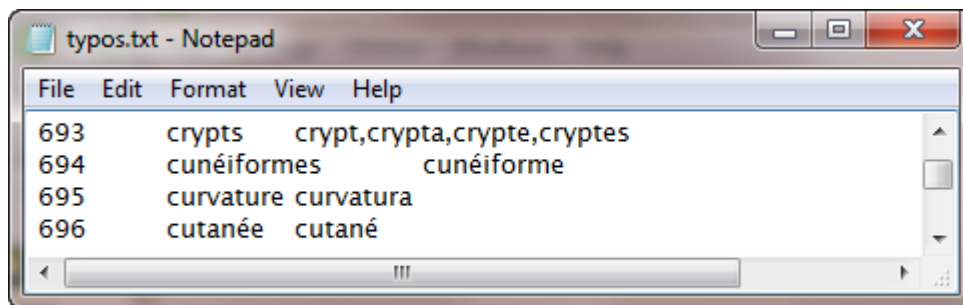 typos.txt - Notepad
File Edit Format View Help
693 crypts crypt,crypta,crypte,cryptes
694 cunéiformes cunéiforme
695 curvature curvatura
696 cutanée cutané